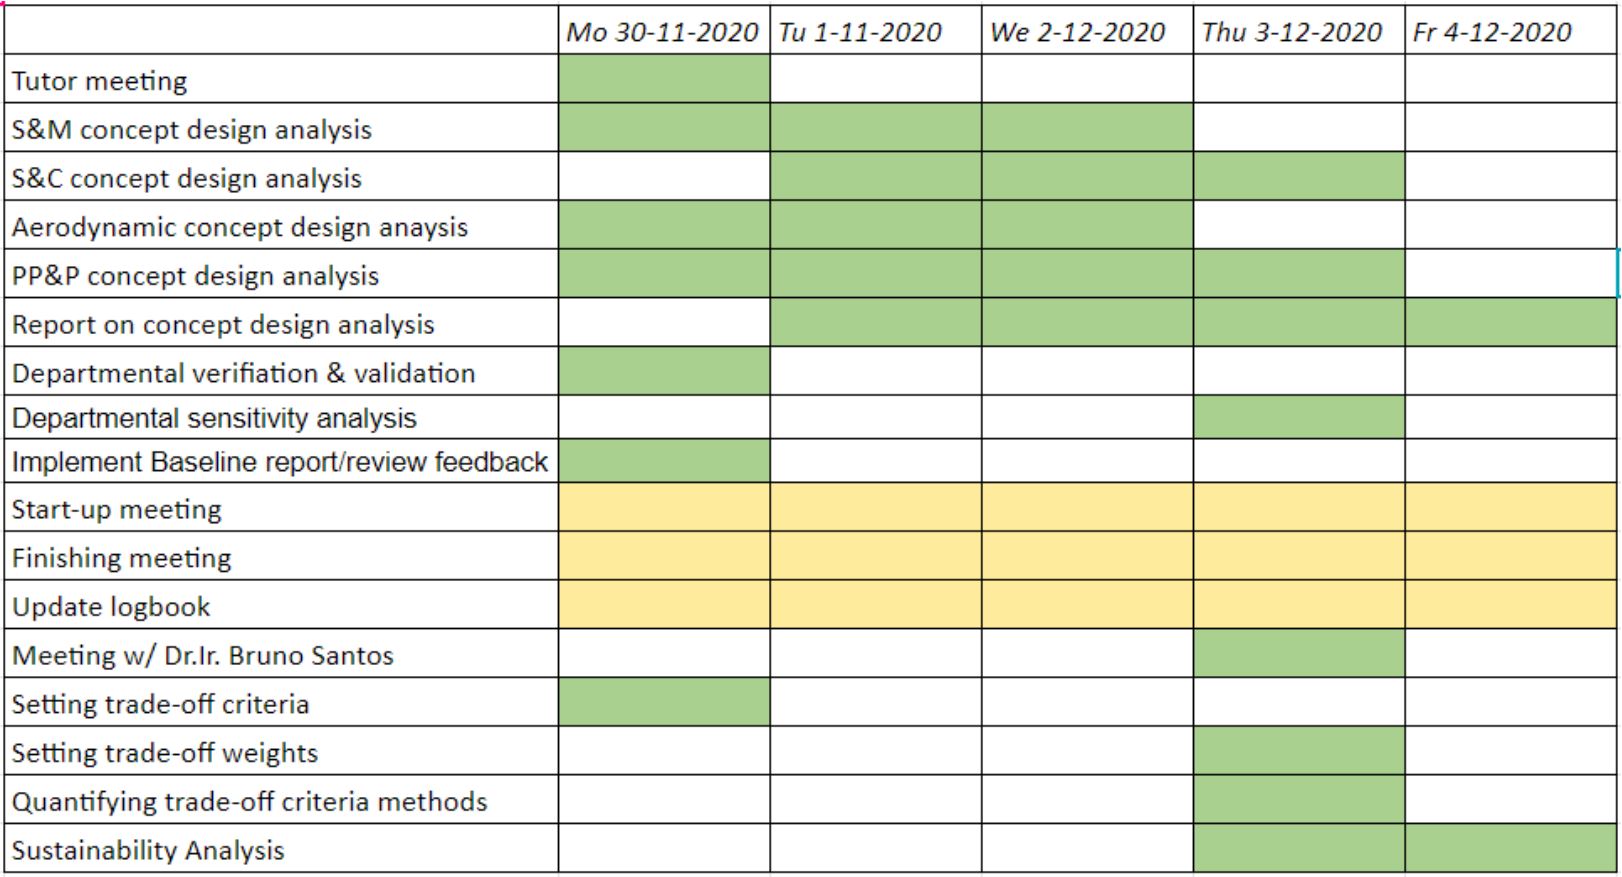 Mo 30-11-2020 Tu 1-11-2020 We 2-12-2020 Thu 3-12-2020 Fr 4-12-2020
Tutor meeting
S&M concept design analysis
S&C concept design analysis
Aerodynamic concept design anaysis
PP&P concept design analysis
Report on concept design analysis
Departmental verifiation & validation
Departmental sensitivity analysis
Implement Baseline report/review feedback
Start-up meeting
Finishing meeting
Update logbook
Meeting w/ Dr.Ir. Bruno Santos
Setting trade-off criteria
Setting trade-off weights
Quantifying trade-off criteria methods
Sustainability Analysis